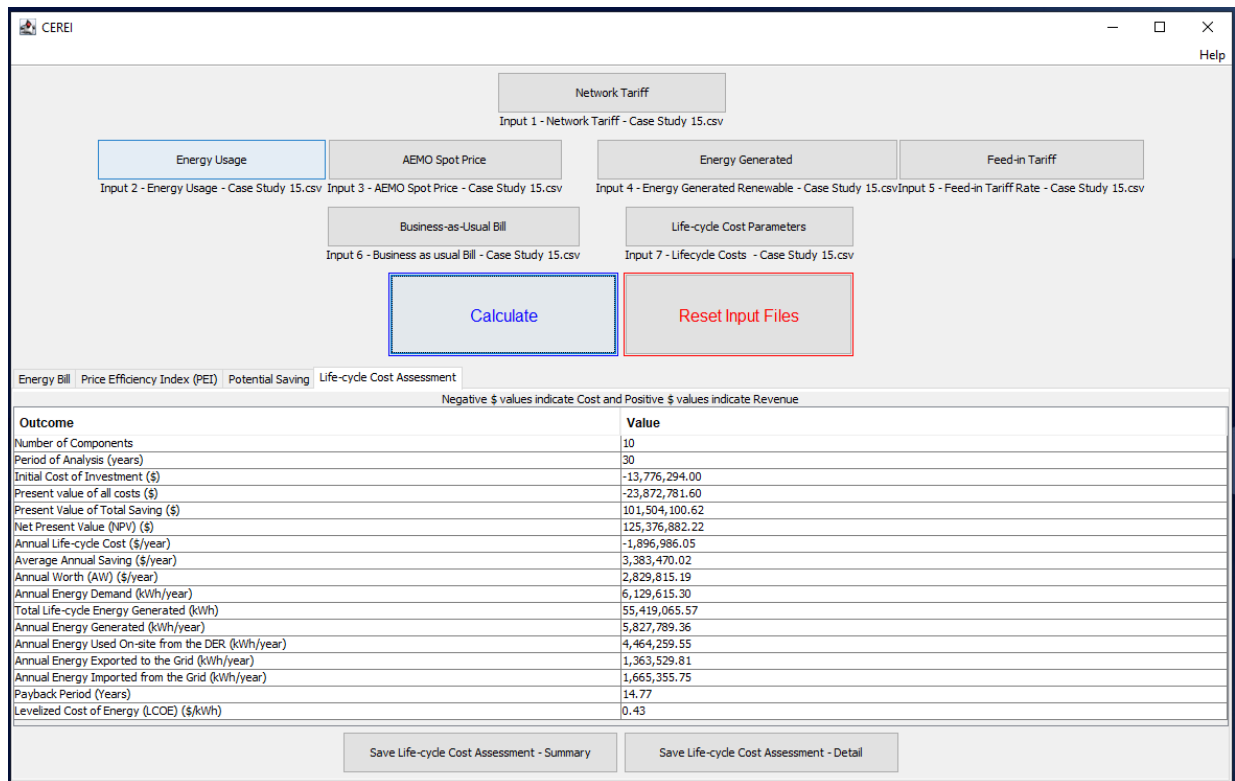 CEREI
Help
Network Tariff
Input 1 - Network Tariff - Case Study 15.csv
Energy Usage
AEMO Spot Price
Energy Generated
Feed-in Tariff
Input 2 - Energy Usage - Case Study 15.csv
Input 3 - AEMO Spot Price - Case Study 15.csv
Input 4 - Energy Generated Renewable - Case Study 15.csv
Input 5 - Feed-in Tariff Rate - Case Study 15.csv
Business-as-Usual Bill
Life-cycle Cost Parameters
Input 6 - Business as usual Bill - Case Study 15.csv
Input 7 - Lifecycle Costs - Case Study 15.csv
Calculate
Reset Input Files
Energy Bill Price Efficiency Index (PEI) Potential Saving Life-cycle Cost Assessment
Negative $ values indicate Cost and Positive $ values indicate Revenue
Outcome Value
Number of Components 10
Period of Analysis (years) 30
Initial Cost of Investment ($) -13,776,294.00
Present value of all costs ($) -23,872,781.60
Present Value of Total Saving ($) 101,504,100.62
Net Present Value (NPV) ($) 125,376,882.22
Annual Life-cycle Cost ($/year) -1,896,986.05
Average Annual Saving ($/year) 3,383,470.02
Annual Worth (AW) ($/year) 2,829,815.19
Annual Energy Demand (kWh/year) 6,129,615.30
Total Life-cycle Energy Generated (kWh) 55,419,065.57
Annual Energy Generated (kWh/year) 5,827,789.36
Annual Energy Used On-site from the DER (kWh/year) 4,464,259.55
Annual Energy Exported to the Grid (kWh/year) 1,363,529.81
Annual Energy Imported from the Grid (kWh/year) 1,665,355.75
Payback Period (Years) 14.77
Levelized Cost of Energy (LCOE) ($/kWh) 0.43
Save Life-cycle Cost Assessment - Summary
Save Life-cycle Cost Assessment - Detail